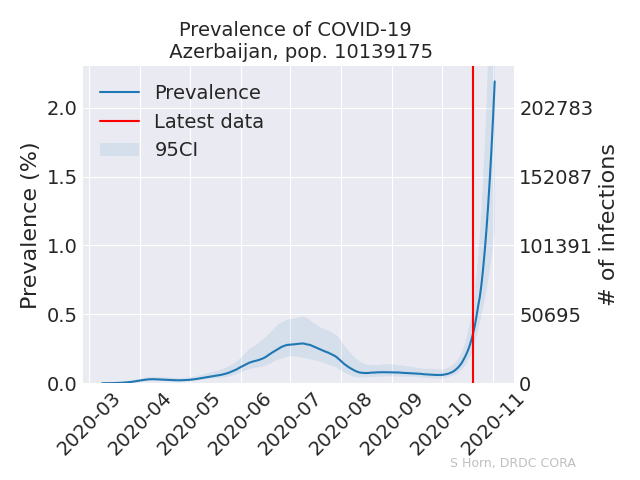 Prevalence of COVID-19
Azerbaijan, pop. 10139175
Prevalence
Latest data
95CI
Prevalence (%)
2.0
1.5
1.0
0.5
0.0
202783
152087
101391
50695
0
# of infections
2020-03
2020-04
2020-05
2020-06
2020-07
2020-08
2020-09
2020-10
2020-11
S Horn, DRDC CORA